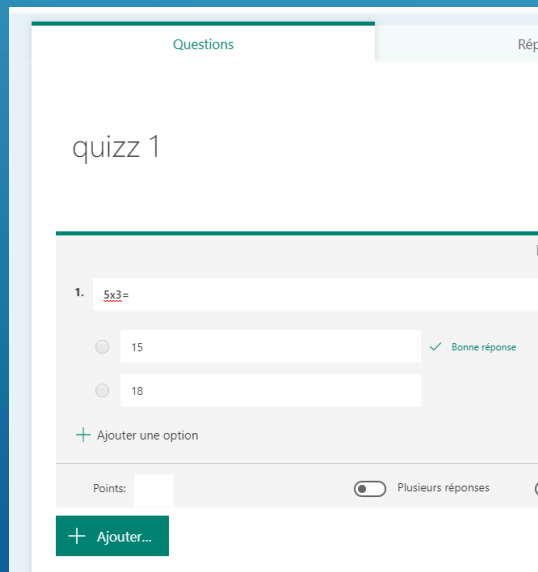 Questions
quizz 1
1. 5x3=
15
Bonne réponse
18
Ajouter une option
Points:
Plusieurs réponses
Ajouter...